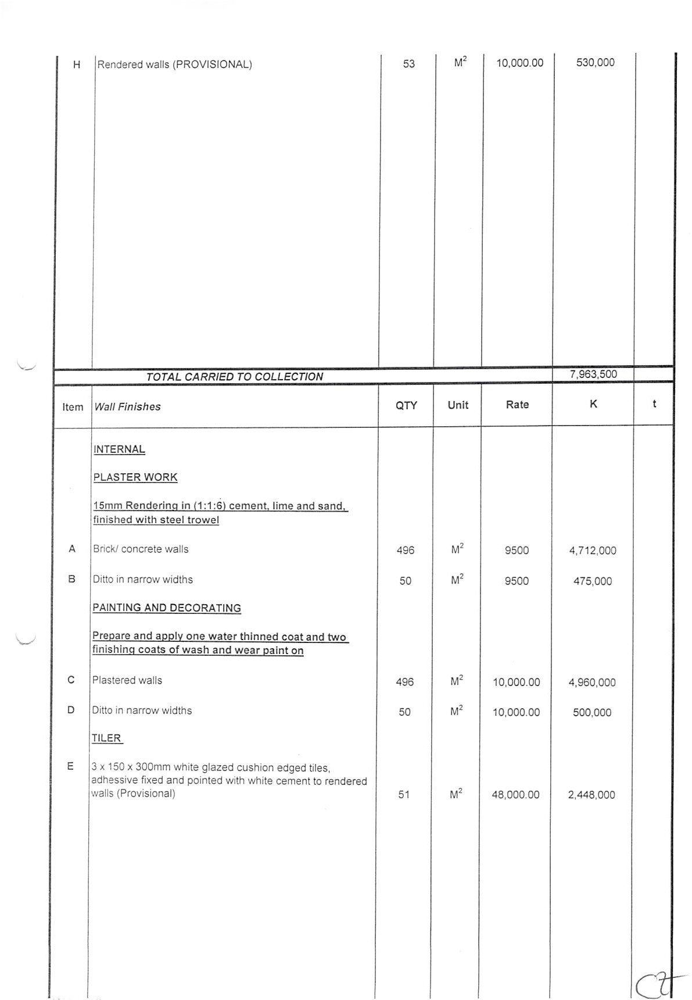 H Rendered walls (PROVISIONAL) 53 M² 10,000.00 530,000
TOTAL CARRIED TO COLLECTION 7,963,500
Item Wall Finishes QTY Unit Rate K t
INTERNAL
PLASTER WORK
15mm Rendering in (1:1:6) cement, lime and sand,
finished with steel trowel
A Brick/ concrete walls 496 M² 9500 4,712,000
B Ditto in narrow widths 50 M² 9500 475,000
PAINTING AND DECORATING
Prepare and apply one water thinned coat and two
finishing coats of wash and wear paint on
C Plastered walls 496 M² 10,000.00 4,960,000
D Ditto in narrow widths 50 M² 10,000.00 500,000
TILER
E 3 x 150 x 300mm white glazed cushion edged tiles,
adhessive fixed and pointed with white cement to rendered
walls (Provisional) 51 M² 48,000.00 2,448,000